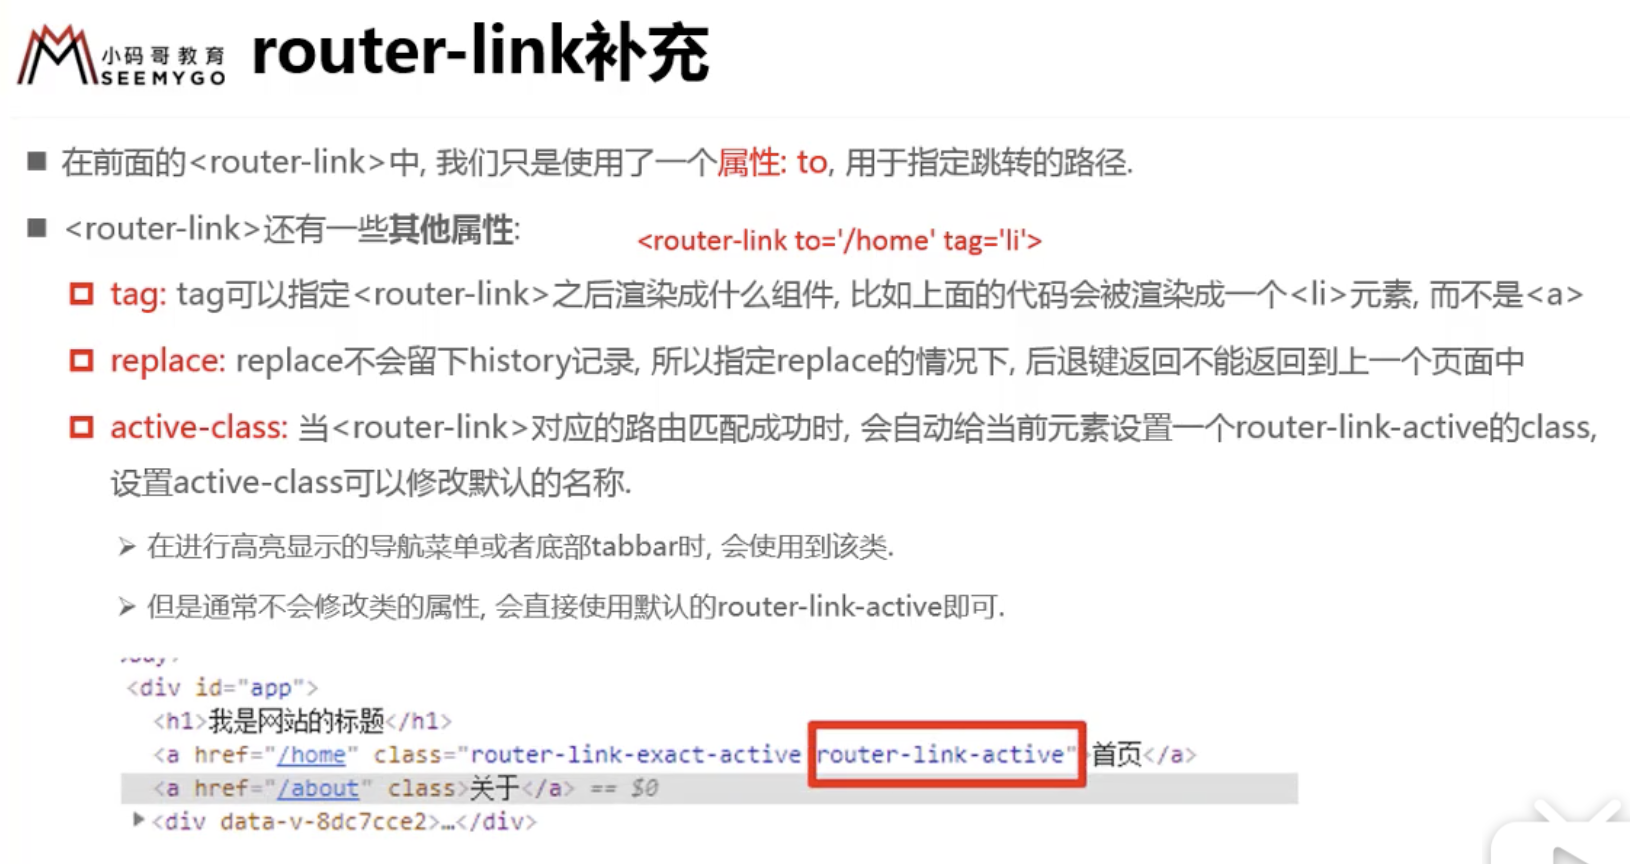 小码哥教育
SEEMYGO
router-link补充
在前面的<router-link>中, 我们只是使用了一个属性: to, 用于指定跳转的路径.
<router-link>还有一些其他属性:
<router-link to='/home' tag='li'>
tag: tag可以指定<router-link>之后渲染成什么组件, 比如上面的代码会被渲染成一个<li>元素, 而不是<a>
replace: replace不会留下history记录, 所以指定replace的情况下, 后退键返回不能返回到上一个页面中
active-class: 当<router-link>对应的路由匹配成功时, 会自动给当前元素设置一个router-link-active的class,
设置active-class可以修改默认的名称.
在进行高亮显示的导航菜单或者底部tabbar时, 会使用到该类.
但是通常不会修改类的属性, 会直接使用默认的router-link-active即可.
<div id="app">
<h1>我是网站的标题</h1>
<a href="/home" class="router-link-exact-active router-link-active">首页</a>
<a href="/about" class>关于</a> == $0
<div data-v-8dc7cce2>…</div>